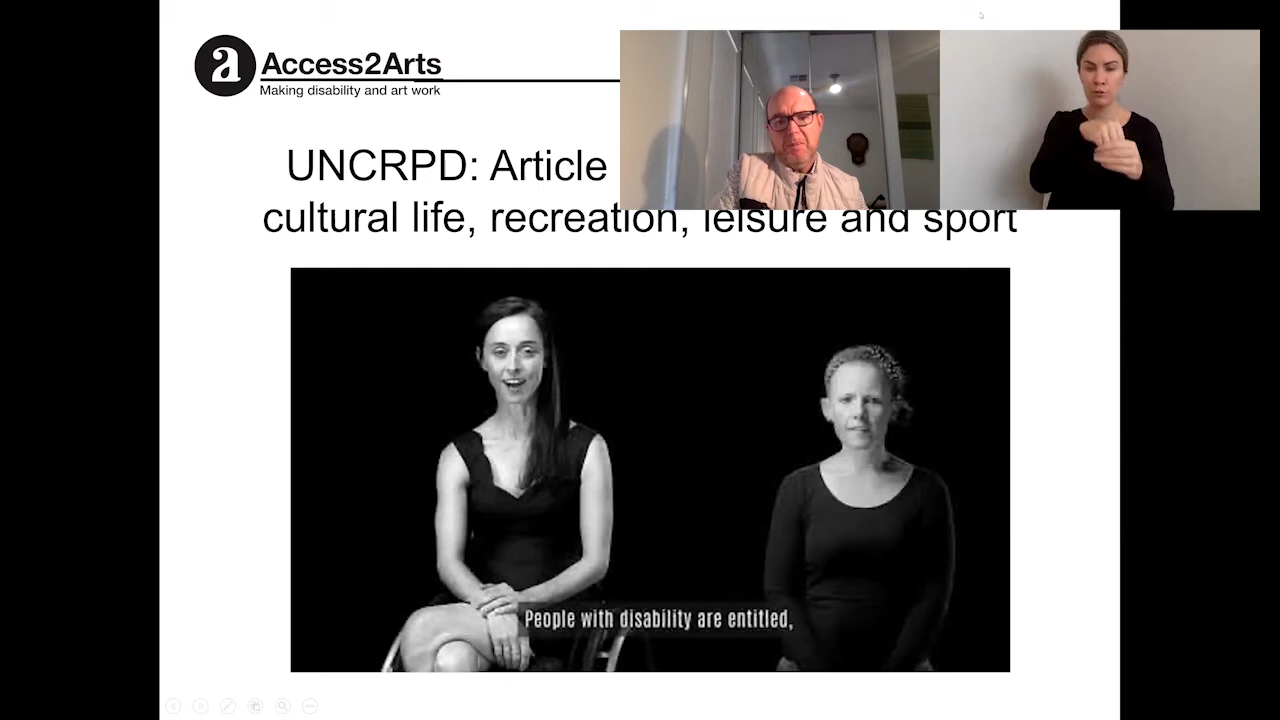 a Access2Arts
Making disability and art work
UNCRPD: Article
cultural life, recreation, leisure and sport
People with disability are entitled,